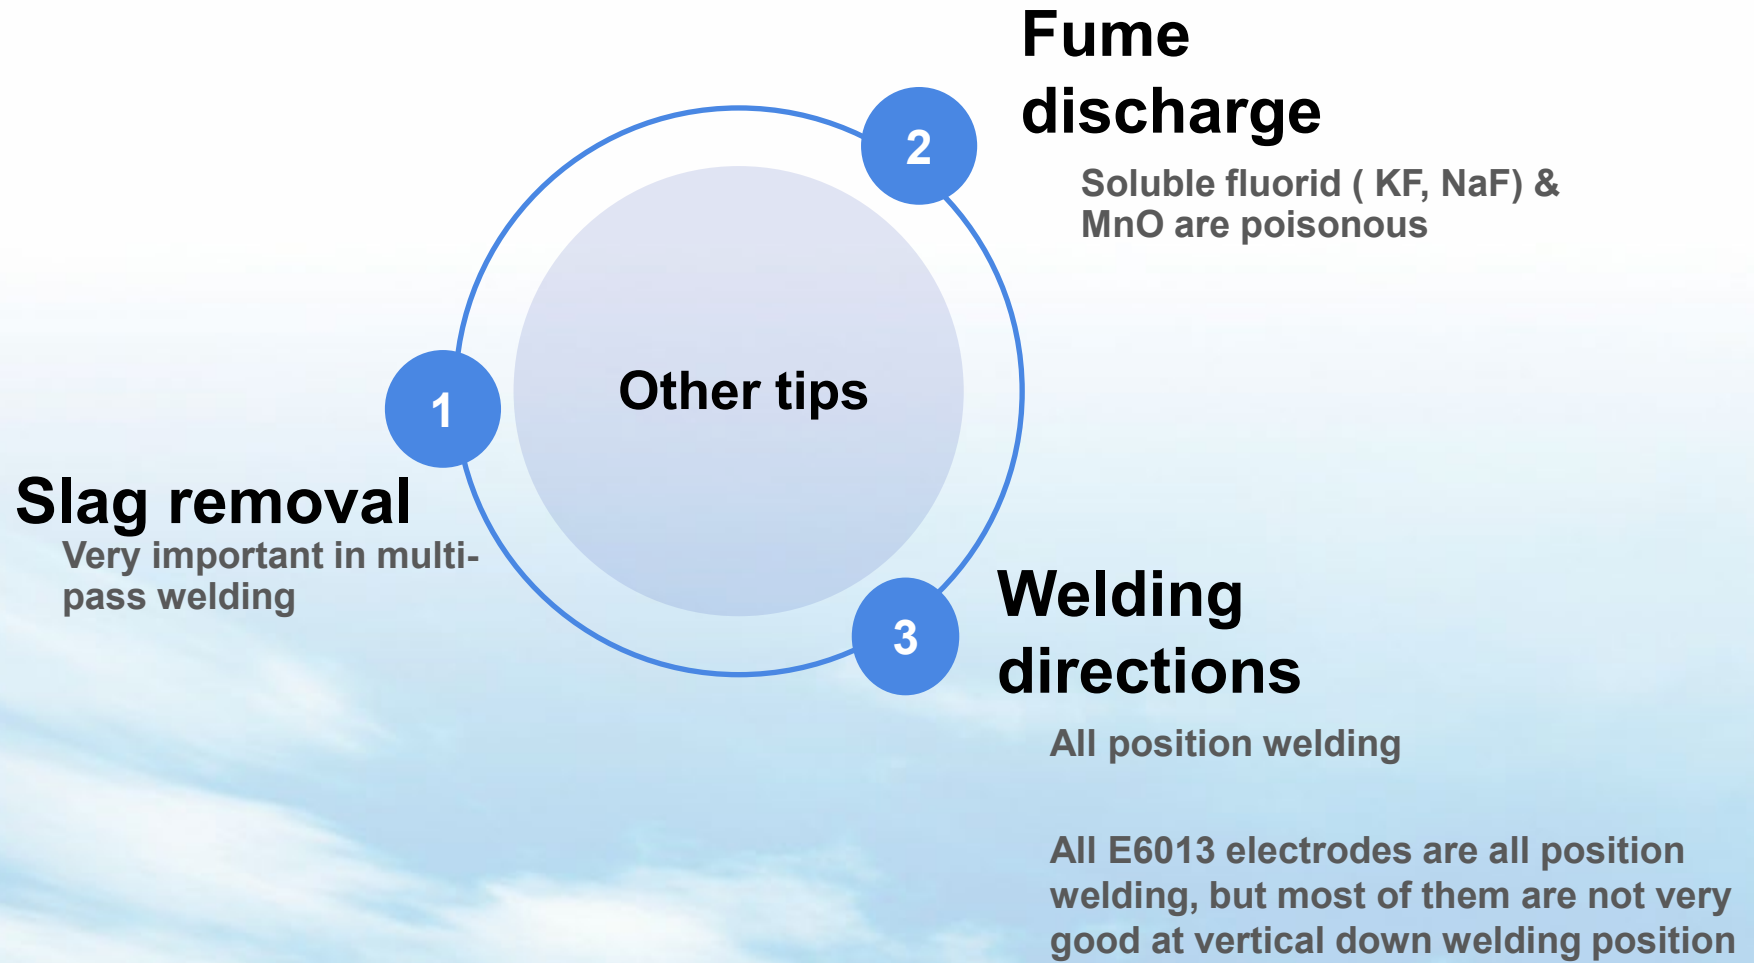 Other tips
1
Slag removal
Very important in multi-
pass welding
2
Fume
discharge
Soluble fluorid ( KF, NaF) &
MnO are poisonous
3
Welding
directions
All position welding
All E6013 electrodes are all position
welding, but most of them are not very
good at vertical down welding position